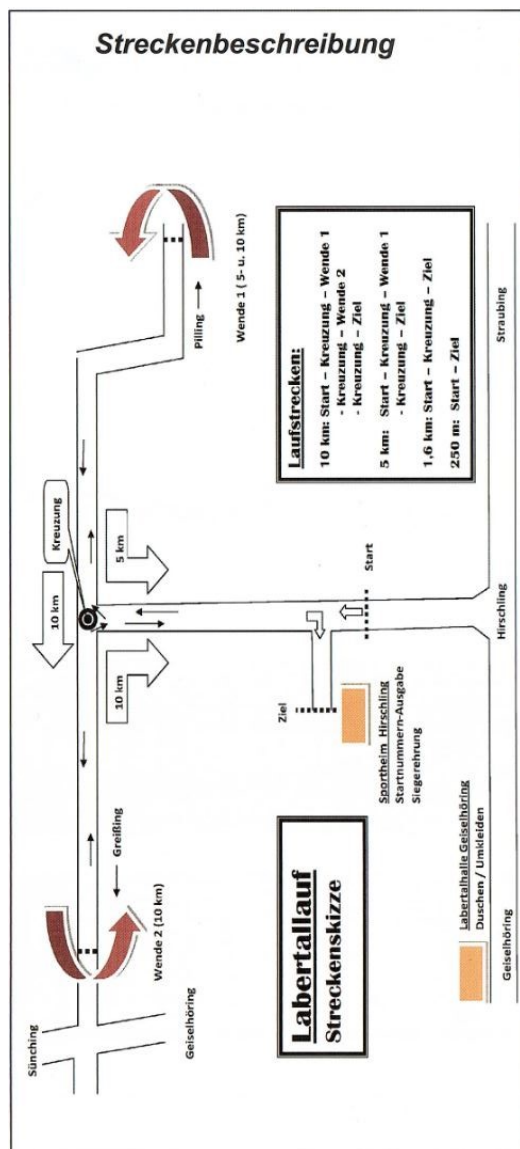 Streckenbeschreibung
Sünching
Geiselhöring
Wende 2 (10 km)
Greißing
10 km
Kreuzung
10 km
5 km
Pilling
Wende 1 ( 5- u. 10 km)
Labertallauf
Streckenskizze
Ziel
Start
Sportheim Hirschling
Startnummern-Ausgabe
Siegerehrung
Laufstrecken:
10 km: Start – Kreuzung – Wende 1
- Kreuzung – Wende 2
- Kreuzung – Ziel
5 km: Start – Kreuzung – Wende 1
- Kreuzung – Ziel
1,6 km: Start – Kreuzung – Ziel
250 m: Start – Ziel
Labertalhalle Geiselhöring
Duschen / Umkleiden
Geiselhöring
Hirschling
Straubing